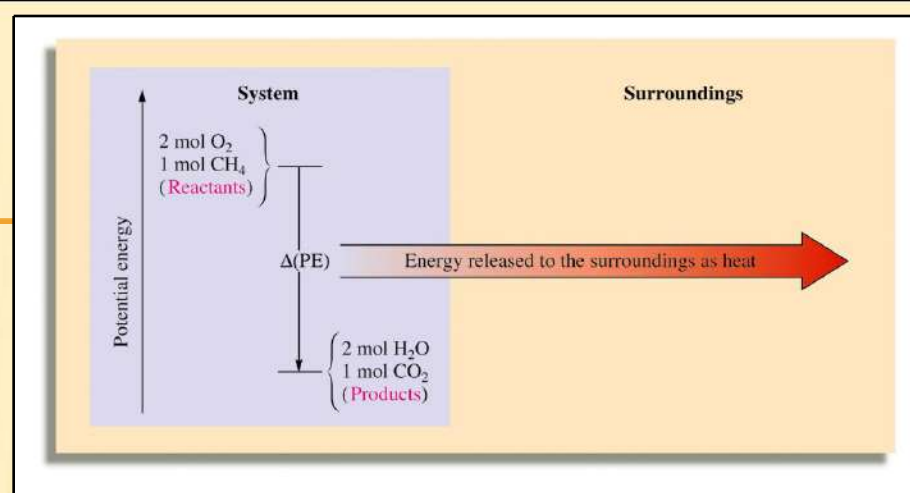 System
Surroundings
2 mol O₂
1 mol CH₄
(Reactants)
Potential energy
Δ(PE)
Energy released to the surroundings as heat
2 mol H₂O
1 mol CO₂
(Products)